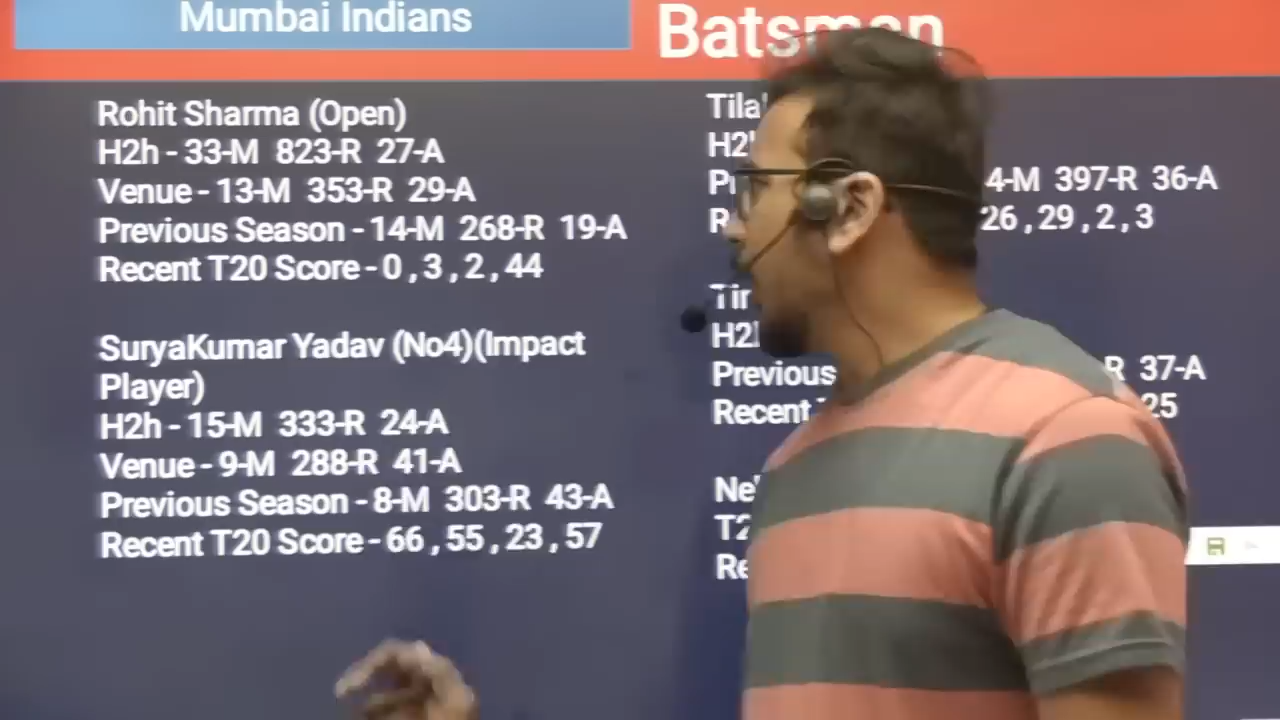 Mumbai Indians
Batsman
Rohit Sharma (Open)
H2h - 33-M 823-R 27-A
Venue - 13-M 353-R 29-A
Previous Season - 14-M 268-R 19-A
Recent T20 Score - 0 , 3 , 2 , 44
SuryaKumar Yadav (No4)(Impact
Player)
H2h - 15-M 333-R 24-A
Venue - 9-M 288-R 41-A
Previous Season - 8-M 303-R 43-A
Recent T20 Score - 66 , 55 , 23 , 57
4-M 397-R 36-A
26 , 29 , 2 , 3
Previous
R 37-A
Recent
25